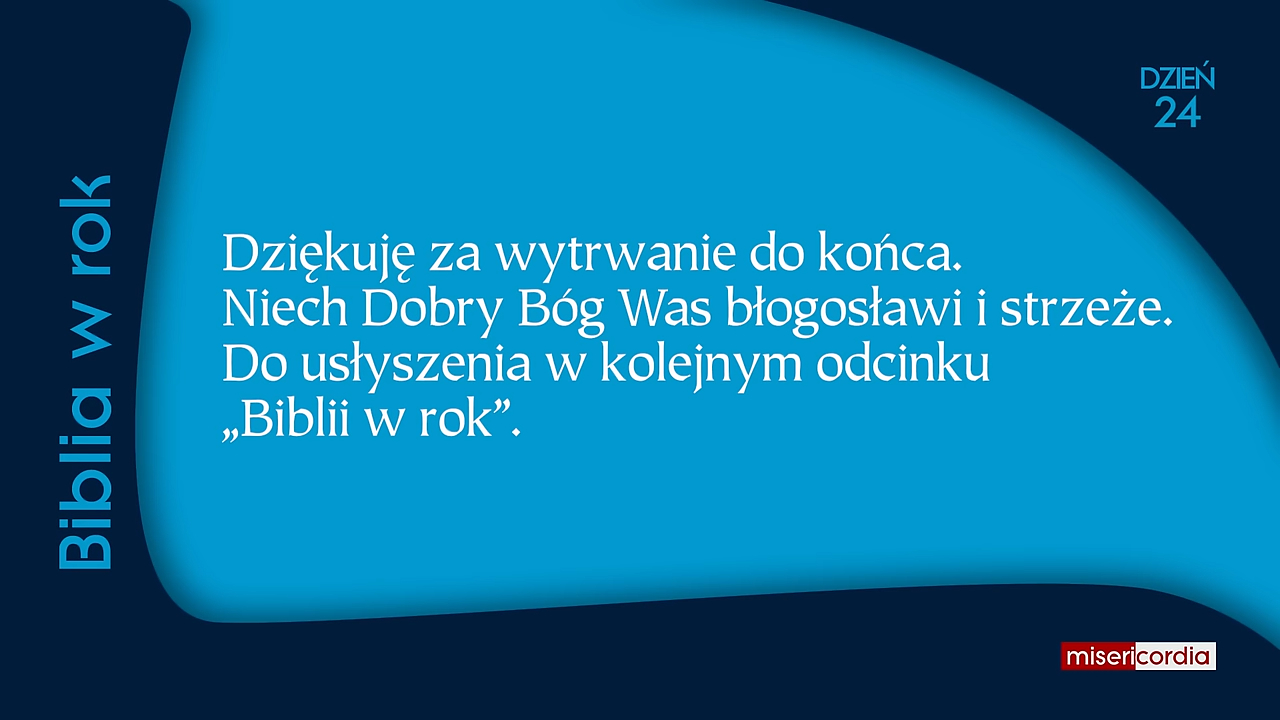 Biblia w rok
DZIEŃ
24
Dziękuję za wytrwanie do końca.
Niech Dobry Bóg Was błogosławi i strzeże.
Do usłyszenia w kolejnym odcinku
„Biblii w rok”.
misericordia